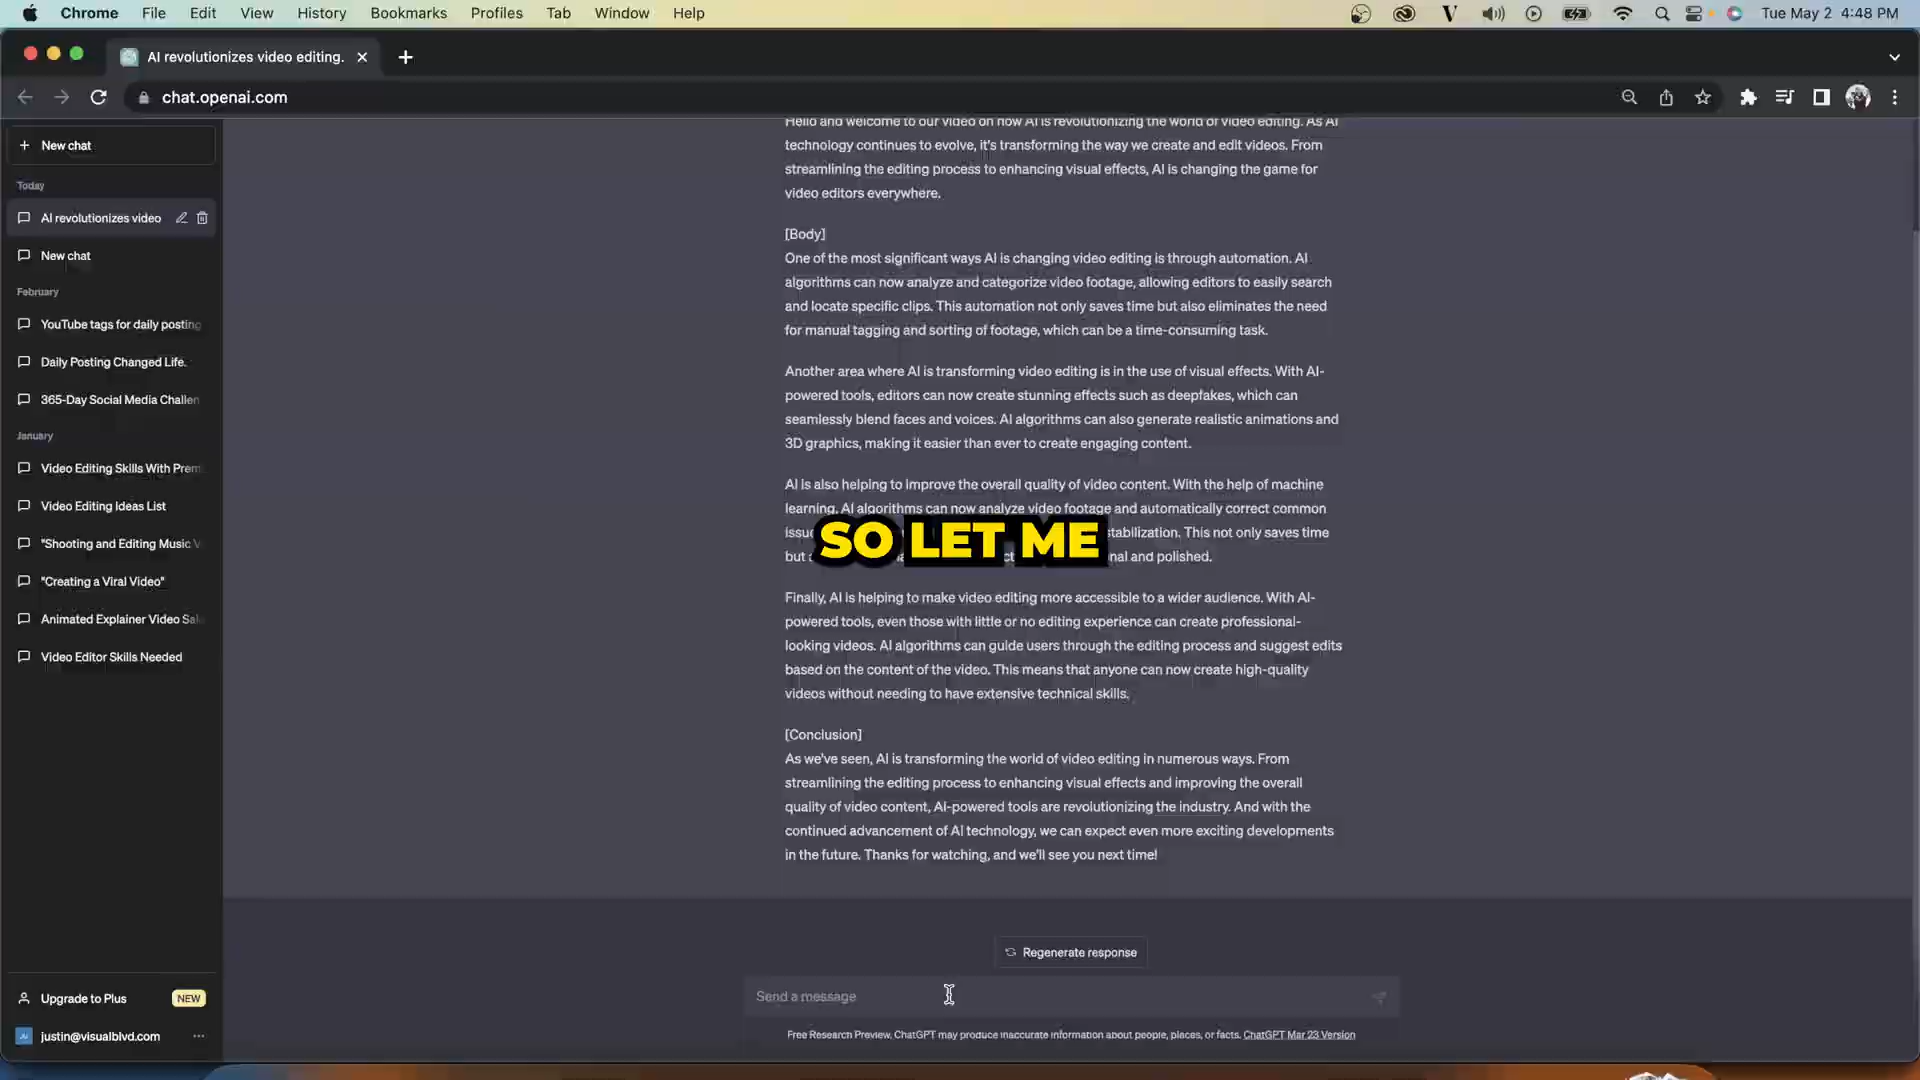 Chrome File Edit View History Bookmarks Profiles Tab Window Help Tue May 2 4:48 PM
AI revolutionizes video editing.
chat.openai.com
New chat
Today
AI revolutionizes video
New chat
February
YouTube tags for daily posting
Daily Posting Changed Life.
365-Day Social Media Challen
January
Video Editing Skills With Prem
Video Editing Ideas List
"Shooting and Editing Music V
"Creating a Viral Video"
Animated Explainer Video Sal
Video Editor Skills Needed
Upgrade to Plus NEW
justin@visualblvd.com
Hello and welcome to our video on how AI is revolutionizing the world of video editing. As AI
technology continues to evolve, it's transforming the way we create and edit videos. From
streamlining the editing process to enhancing visual effects, AI is changing the game for
video editors everywhere.
[Body]
One of the most significant ways AI is changing video editing is through automation. AI
algorithms can now analyze and categorize video footage, allowing editors to easily search
and locate specific clips. This automation not only saves time but also eliminates the need
for manual tagging and sorting of footage, which can be a time-consuming task.
Another area where AI is transforming video editing is in the use of visual effects. With AI-
powered tools, editors can now create stunning effects such as deepfakes, which can
seamlessly blend faces and voices. AI algorithms can also generate realistic animations and
3D graphics, making it easier than ever to create engaging content.
AI is also helping to improve the overall quality of video content. With the help of machine
learning, AI algorithms can now analyze video footage and automatically correct common
stabilization. This not only saves time
SO LET ME
but and polished.
Finally, AI is helping to make video editing more accessible to a wider audience. With AI-
powered tools, even those with little or no editing experience can create professional-
looking videos. AI algorithms can guide users through the editing process and suggest edits
based on the content of the video. This means that anyone can now create high-quality
videos without needing to have extensive technical skills.
[Conclusion]
As we've seen, AI is transforming the world of video editing in numerous ways. From
streamlining the editing process to enhancing visual effects and improving the overall
quality of video content, AI-powered tools are revolutionizing the industry. And with the
continued advancement of AI technology, we can expect even more exciting developments
in the future. Thanks for watching, and we'll see you next time!
Regenerate response
Send a message
Free Research Preview. ChatGPT may produce inaccurate information about people, places, or facts. ChatGPT Mar 23 Version